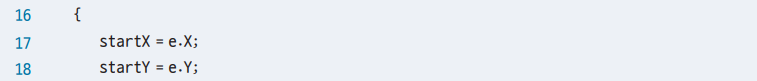 16 {
17 startX = e.X;
18 startY = e.Y;